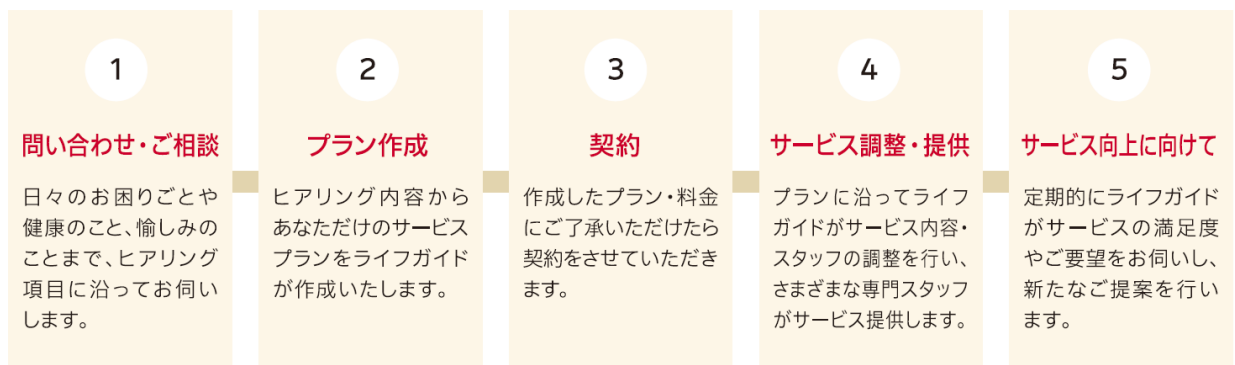 1
問い合わせ・ご相談
日々のお困りごとや
健康のこと、愉しみの
ことまで、ヒアリング
項目に沿ってお伺い
します。
2
プラン作成
ヒアリング内容から
あなただけのサービス
プランをライフガイド
が作成いたします。
3
契約
作成したプラン・料金
にご了承いただけたら
契約をさせていただき
ます。
4
サービス調整・提供
プランに沿ってライフ
ガイドがサービス内容・
スタッフの調整を行い、
さまざまな専門スタッフ
がサービス提供します。
5
サービス向上に向けて
定期的にライフガイド
がサービスの満足度
やご要望をお伺いし、
新たなご提案を行い
ます。